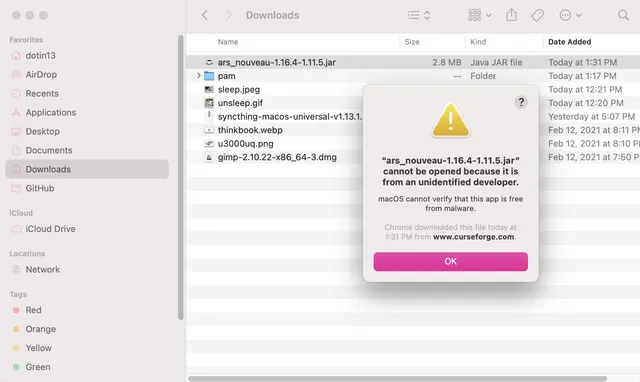 Downloads
Favorites
dotin13
AirDrop
Recents
Applications
Desktop
Documents
Downloads
GitHub
iCloud
iCloud Drive
Locations
Network
Tags
Red
Orange
Yellow
Green
Name Size Kind Date Added
ars_nouveau-1.16.4-1.11.5.jar 2.8 MB Java JAR file Today at 1:31 PM
pam -- Folder Today at 1:17 PM
sleep.jpeg Today at 12:21 PM
unsleep.gif Today at 12:20 PM
syncthing-macos-universal-v1.13.1. Yesterday at 5:07 PM
thinkbook.webp Feb 12, 2021 at 8:11 P
u3000uq.png Feb 12, 2021 at 8:10
gimp-2.10.22-x86_64-3.dmg Feb 12, 2021 at 7:50
?
“ars_nouveau-1.16.4-1.11.5.jar”
cannot be opened because it is
from an unidentified developer.
macOS cannot verify that this app is free
from malware.
Chrome downloaded this file today at
1:31 PM from www.curseforge.com.
OK